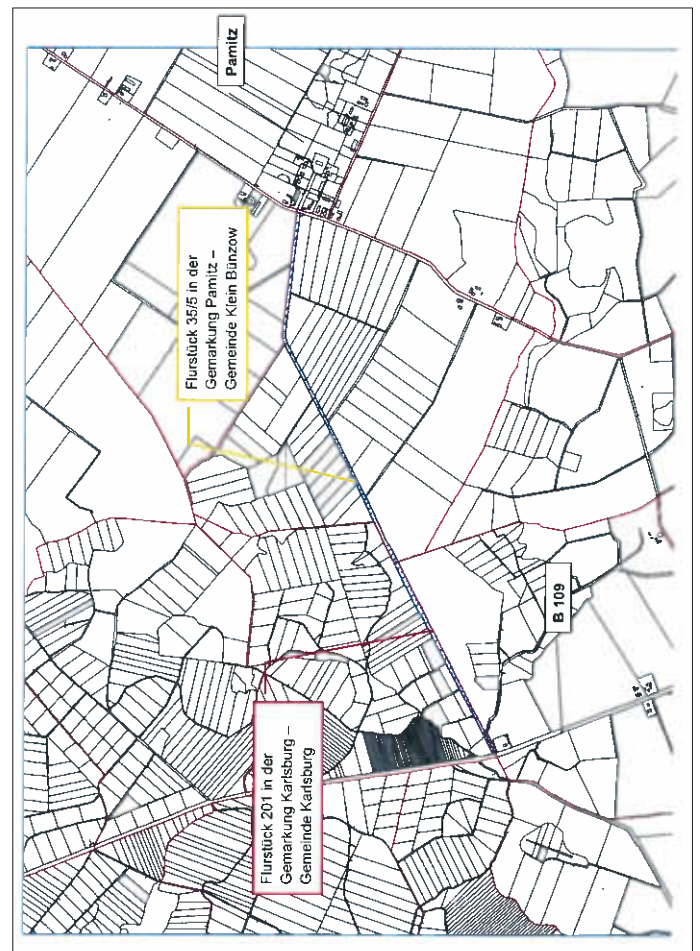 Pamitz
Flurstück 35/5 in der
Gemarkung Pamitz –
Gemeinde Klein Bünzow
B 109
Flurstück 201 in der
Gemarkung Karlsburg –
Gemeinde Karlsburg